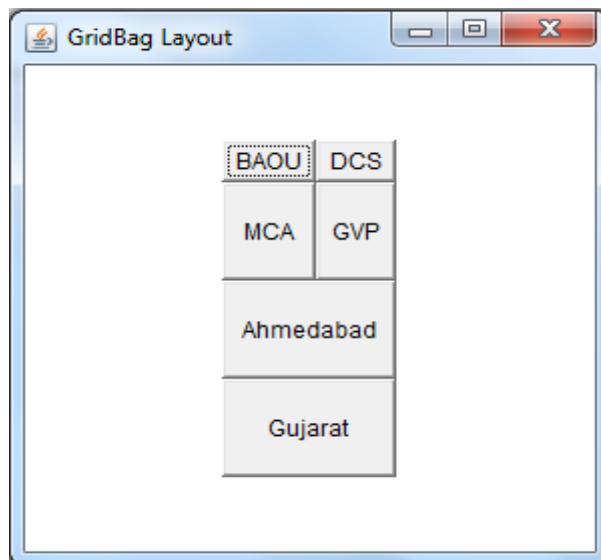 GridBag Layout
BAOU DCS
MCA GVP
Ahmedabad
Gujarat